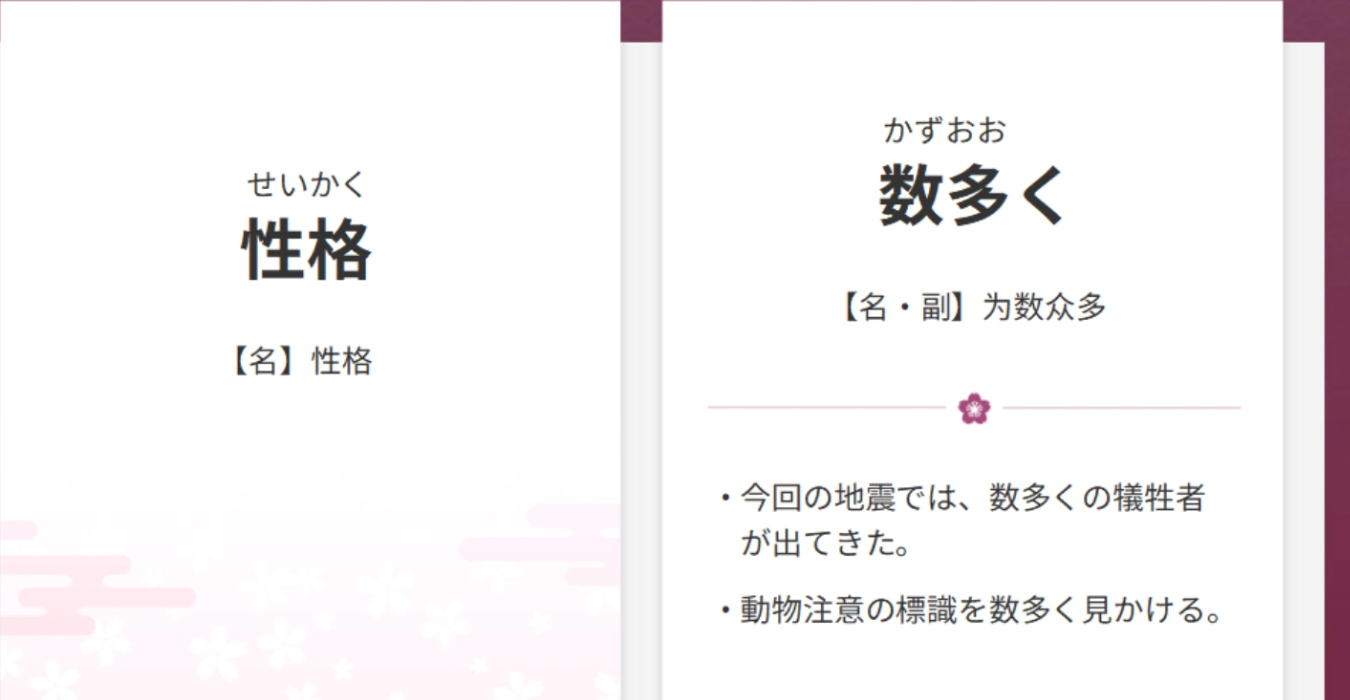 せいかく
性格
【名】性格
かずおお
数多く
【名・副】为数众多
・今回の地震では、数多くの犠牲者
が出てきた。
・動物注意の標識を数多く見かける。